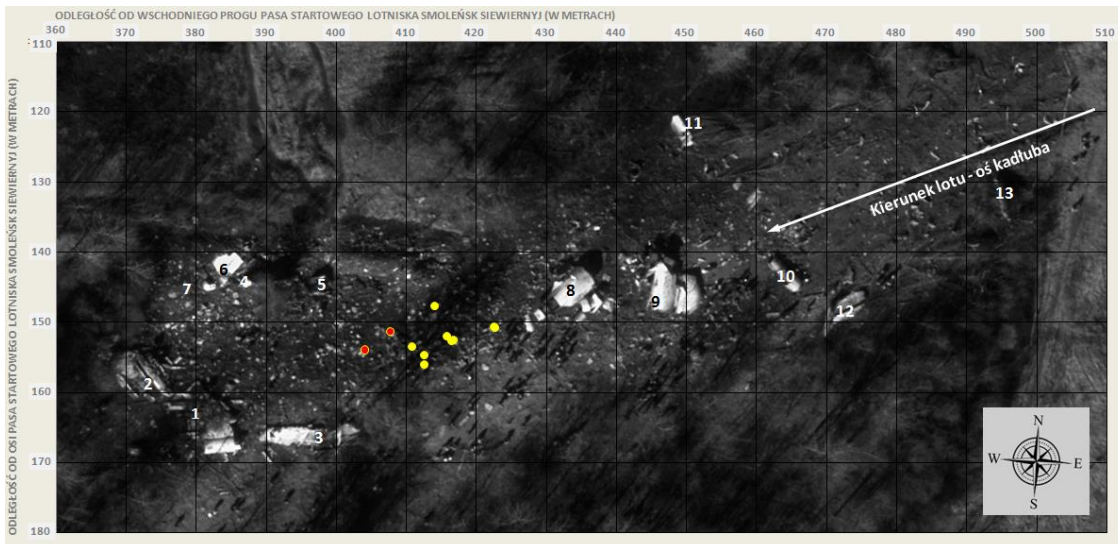 ODLEGŁOŚĆ OD WSCHODNIEGO PROGU PASA STARTOWEGO LOTNISKA SMOLEŃSK SIEWIERNYJ (W METRACH)
360 370 380 390 400 410 420 430 440 450 460 470 480 490 500 510
ODLEGŁOŚĆ OD OSI PASA STARTOWEGO LOTNISKA SMOLEŃSK SIEWIERNYJ (W METRACH)
110
120
11
130
Kierunek lotu - oś kadłuba
13
140
6
4
5
7
8
9
10
12
150
2
160
1
3
170
180
N
W
E
S